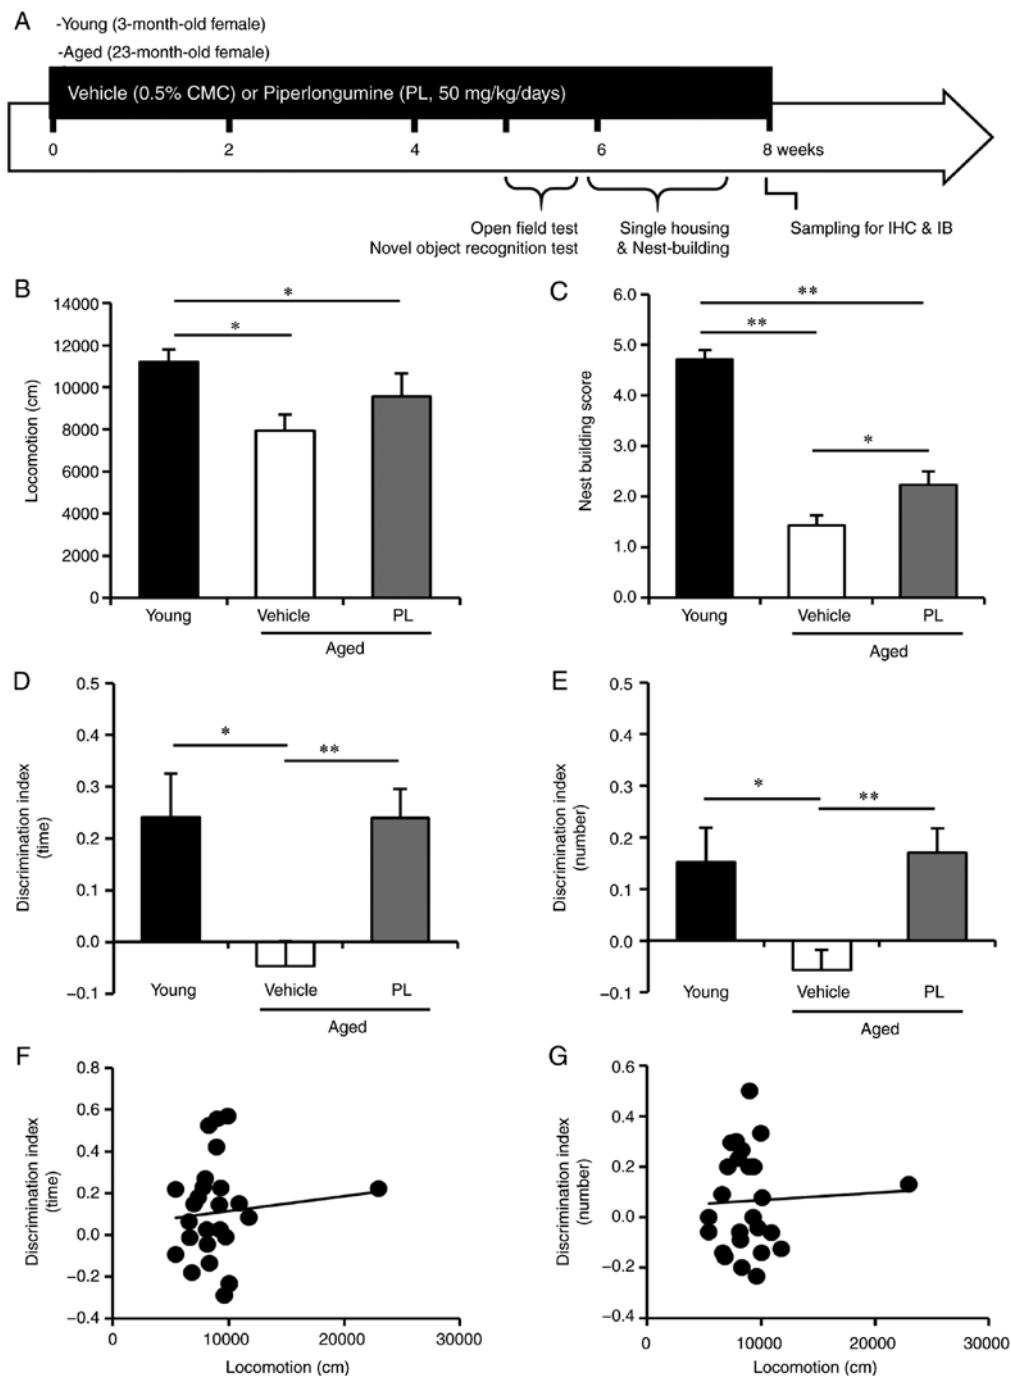 A
-Young (3-month-old female)
-Aged (23-month-old female)
Vehicle (0.5% CMC) or Piperlongumine (PL, 50 mg/kg/days)
0 2 4 6 8 weeks
Open field test
Novel object recognition test
Single housing
& Nest-building
Sampling for IHC & IB
B
Locomotion (cm)
14000
12000
10000
8000
6000
4000
2000
0
*
*
Young Vehicle PL
Aged
C
Nest building score
6.0
5.0
4.0
3.0
2.0
1.0
0.0
**
**
*
Young Vehicle PL
Aged
D
Discrimination index
(time)
0.5
0.4
0.3
0.2
0.1
0.0
−0.1
*
**
Young Vehicle PL
Aged
E
Discrimination index
(number)
0.5
0.4
0.3
0.2
0.1
0.0
−0.1
*
**
Young Vehicle PL
Aged
F
Discrimination index
(time)
0.8
0.6
0.4
0.2
0.0
−0.2
−0.4
0 10000 20000 30000
Locomotion (cm)
G
Discrimination index
(number)
0.6
0.4
0.2
0.0
−0.2
−0.4
0 10000 20000 30000
Locomotion (cm)